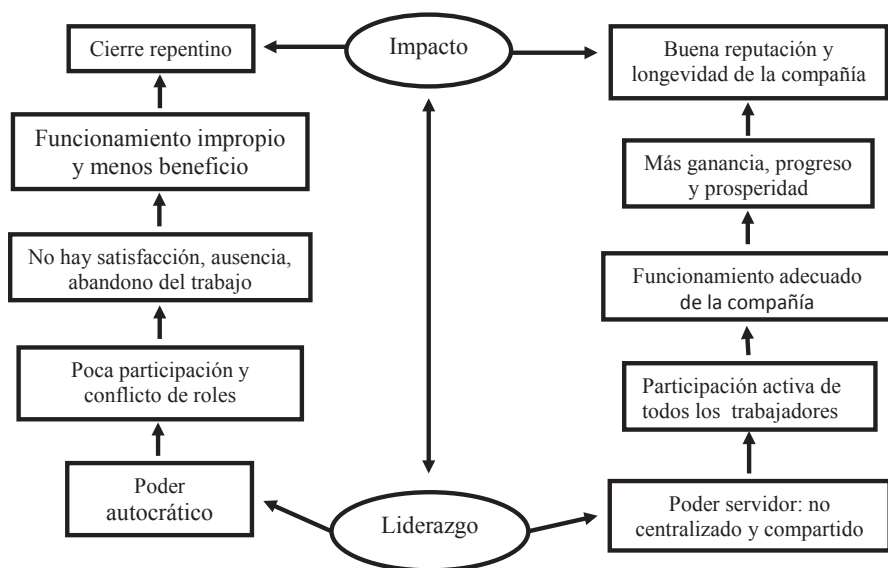 Impacto
Cierre repentino
Buena reputación y
longevidad de la compañía
Funcionamiento impropio
y menos beneficio
Más ganancia, progreso
y prosperidad
No hay satisfacción, ausencia,
abandono del trabajo
Funcionamiento adecuado
de la compañía
Poca participación y
conflicto de roles
Participación activa de
todos los trabajadores
Poder
autocrático
Liderazgo
Poder servidor: no
centralizado y compartido